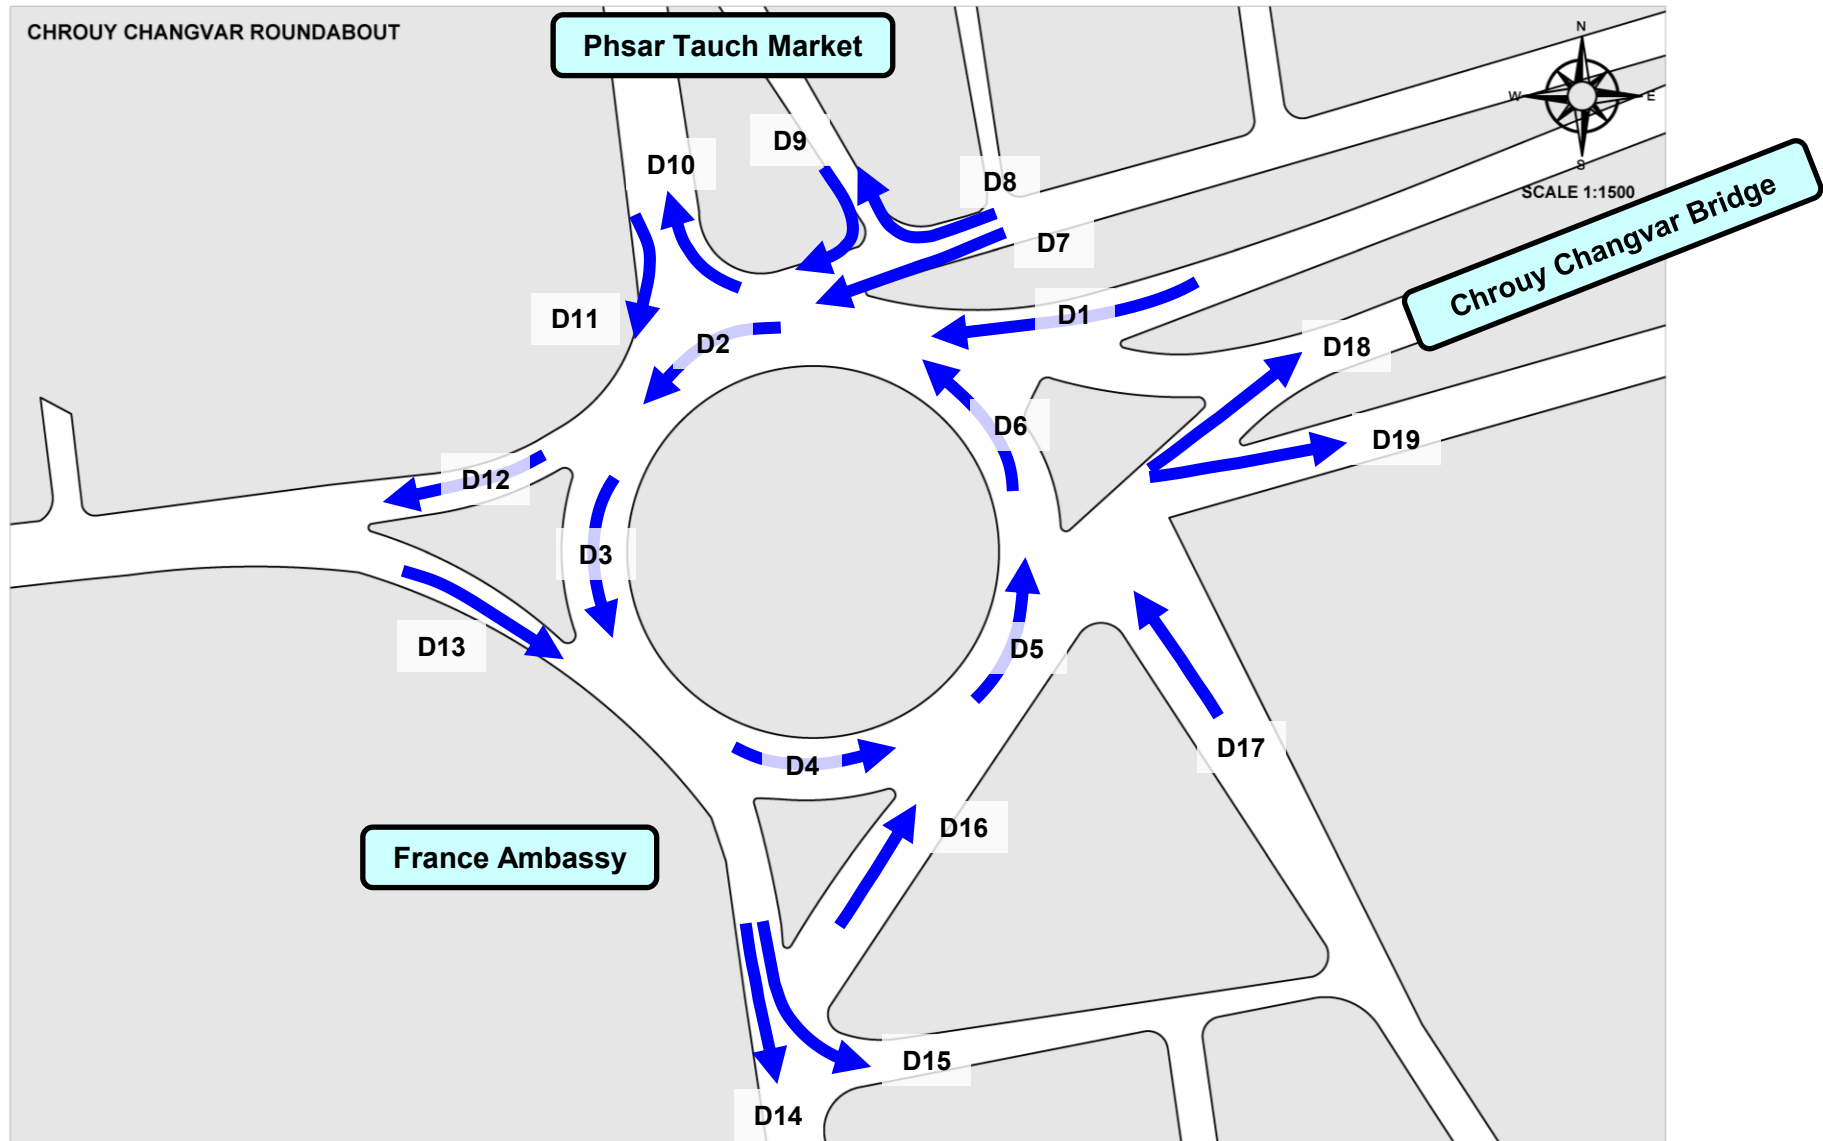 CHROUY CHANGVAR ROUNDABOUT
Phsar Tauch Market
N
W
E
S
SCALE 1:1500
D9
D10
D8
D7
Chrouy Changvar Bridge
D11
D1
D2
D18
D6
D19
D12
D3
D13
D5
D17
D4
D16
France Ambassy
D15
D14